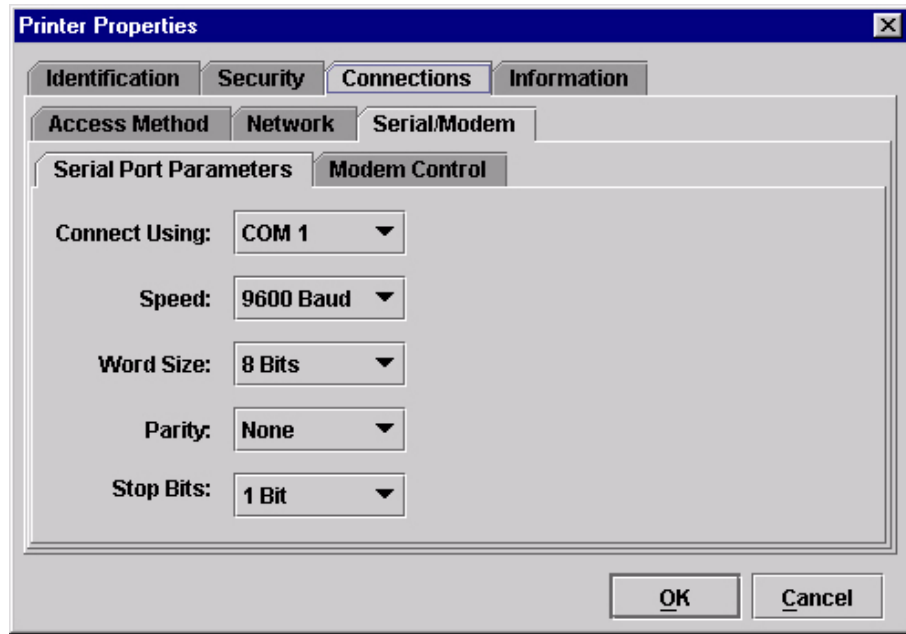 Printer Properties
Identification Security Connections Information
Access Method Network Serial/Modem
Serial Port Parameters Modem Control
Connect Using: COM 1
Speed: 9600 Baud
Word Size: 8 Bits
Parity: None
Stop Bits: 1 Bit
OK Cancel